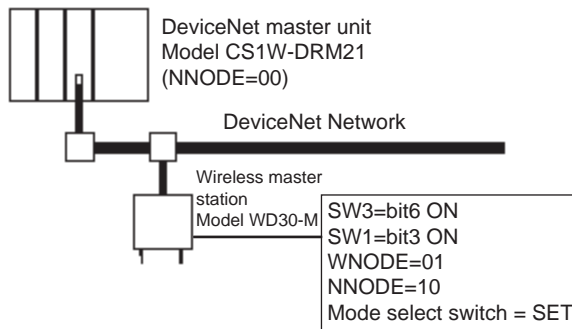 DeviceNet master unit
Model CS1W-DRM21
(NNODE=00)
DeviceNet Network
Wireless master
station
Model WD30-M
SW3=bit6 ON
SW1=bit3 ON
WNODE=01
NNODE=10
Mode select switch = SET